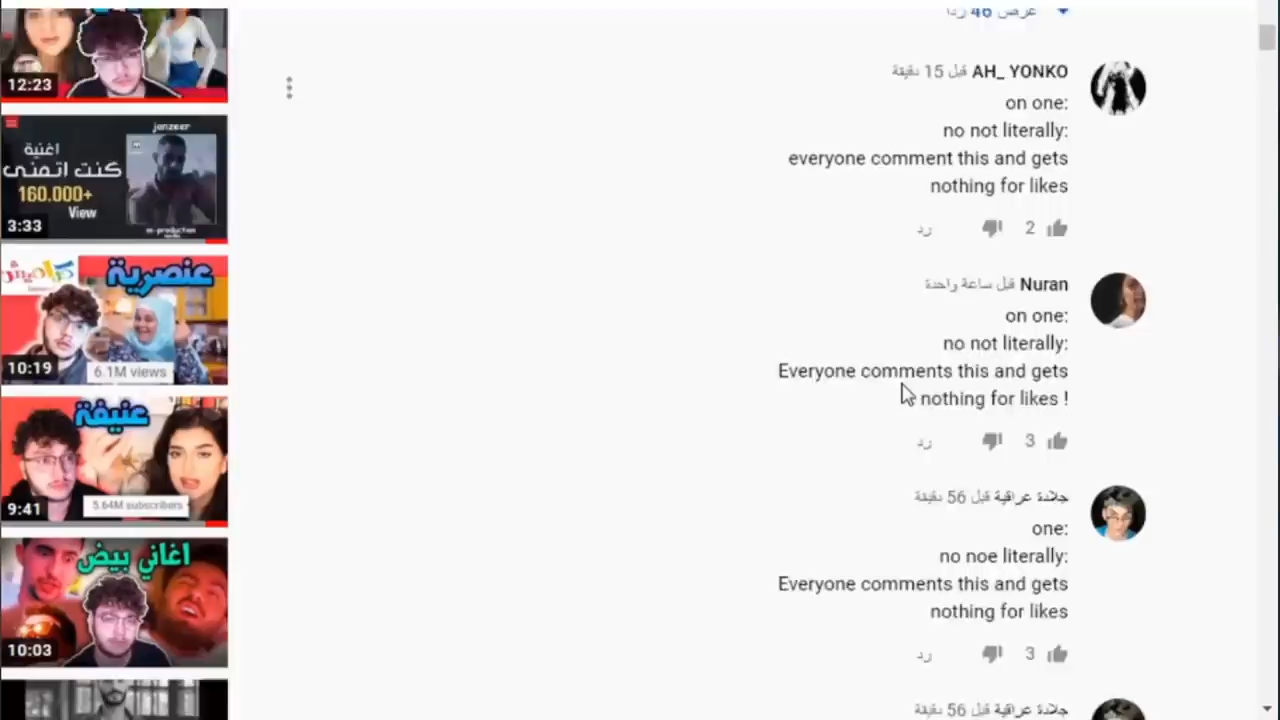 عرض 46 ردًا
AH_ YONKO قبل 15 دقيقة
on one:
no not literally:
everyone comment this and gets
nothing for likes
2
رد
Nuran قبل ساعة واحدة
on one:
no not literally:
Everyone comments this and gets
nothing for likes !
3
رد
جلادة عراقية قبل 56 دقيقة
one:
no noe literally:
Everyone comments this and gets
nothing for likes
3
رد
جلادة عراقية قبل 56 دقيقة
12:23
janzeer
اغنية
كنت اتمنى
160.000+
View
m-production
3:33
كراميش
عنصرية
10:19
6.1M views
عنيفة
9:41
5.64M subscribers
اغاني بيض
10:03